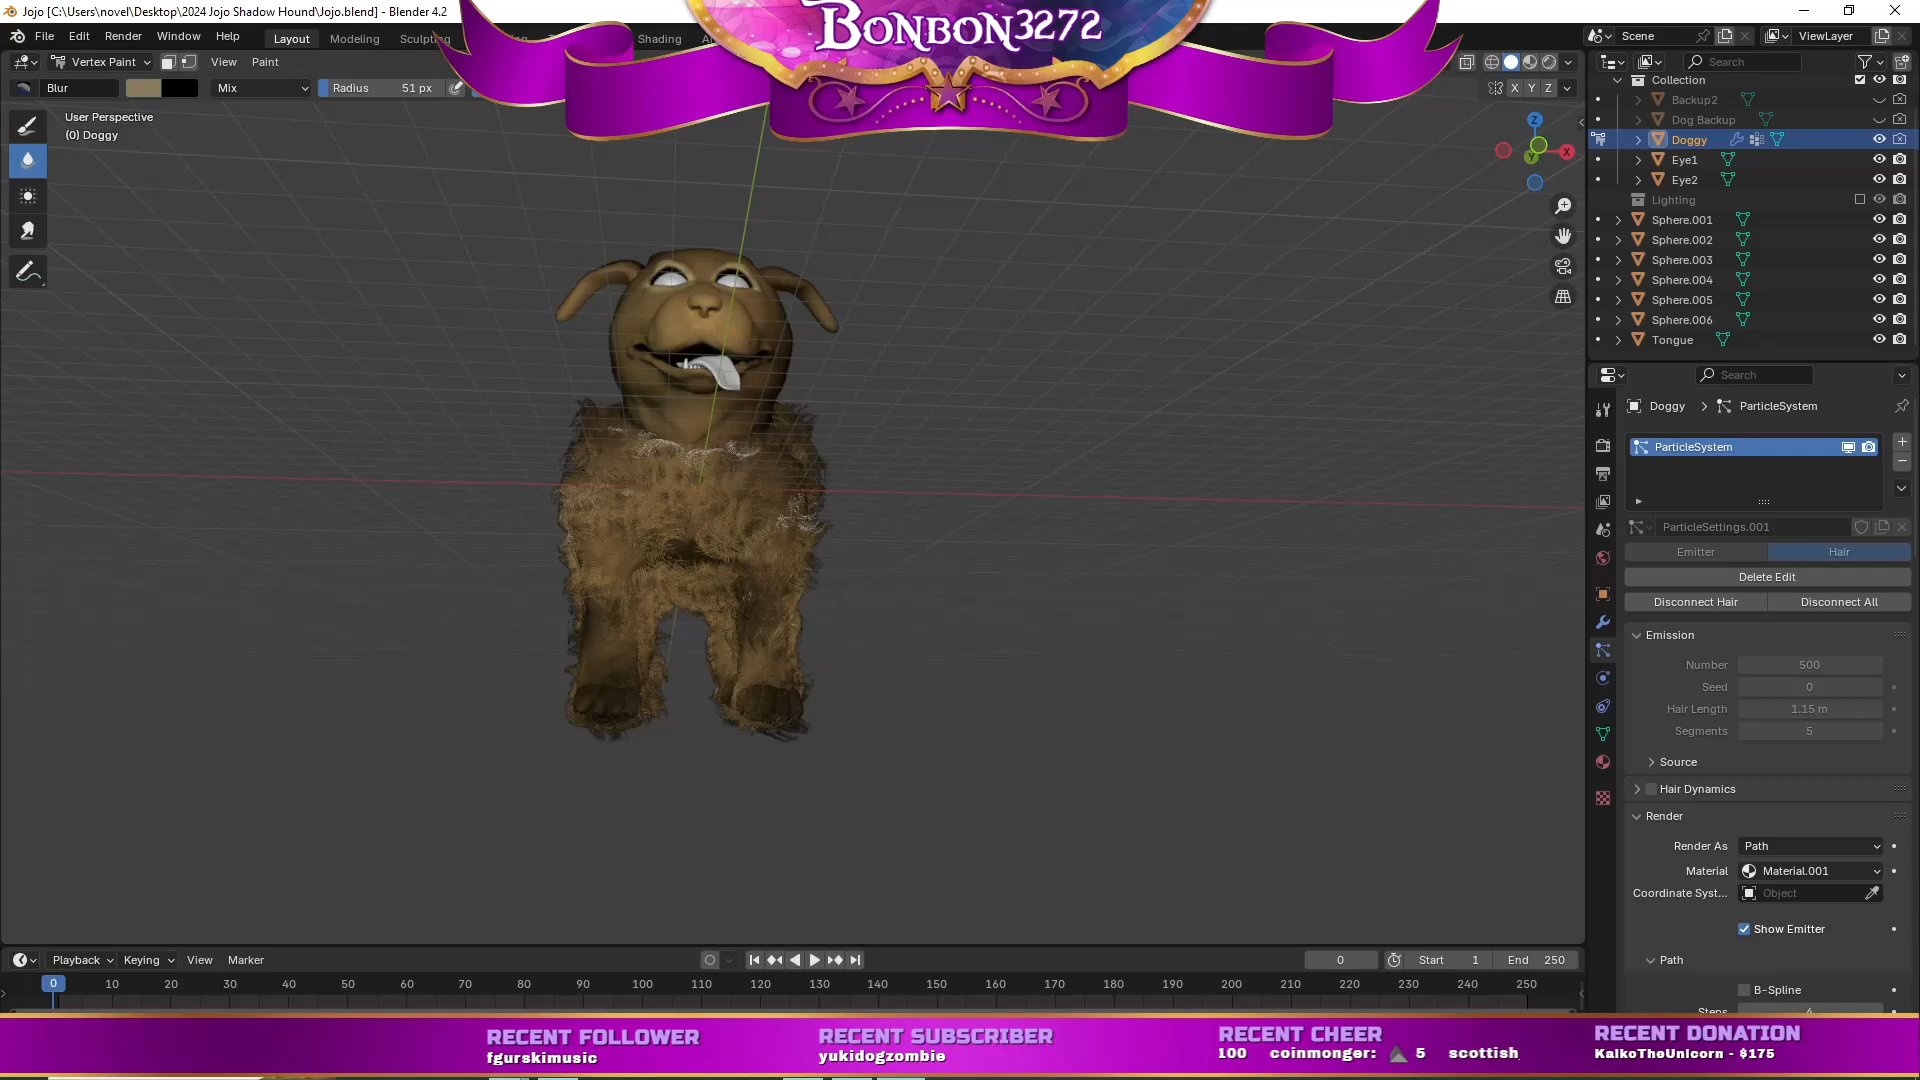 Jojo [C:\Users\novel\Desktop\2024 Jojo Shadow Hound\Jojo.blend] - Blender 4.2
BONBON3272
File Edit Render Window Help
Layout Modeling Shading
Scene ViewLayer
Vertex Paint View Paint
Search
Blur Mix Radius 51 px
X Y Z
User Perspective
(0) Doggy
Z
X
Y
Collection
Backup2
Dog Backup
Doggy
Eye1
Eye2
Lighting
Sphere.001
Sphere.002
Sphere.003
Sphere.004
Sphere.005
Sphere.006
Tongue
Search
Doggy ParticleSystem
ParticleSystem
ParticleSettings.001
Emitter Hair
Delete Edit
Disconnect Hair Disconnect All
Emission
Number 500
Seed 0
Hair Length 1.15 m
Segments 5
Source
Hair Dynamics
Render
Render As Path
Material Material.001
Coordinate Syst... Object
Show Emitter
Path
B-Spline
Playback Keying View Marker
0 Start 1 End 250
0 10 20 30 40 50 60 70 80 90 100 110 120 130 140 150 160 170 180 190 200 210 220 230 240 250
RECENT FOLLOWER
fgurskimusic
RECENT SUBSCRIBER
yukidogzombie
RECENT CHEER
100 coinmonger: 5 scottish
RECENT DONATION
KalkoTheUnicorn - $175